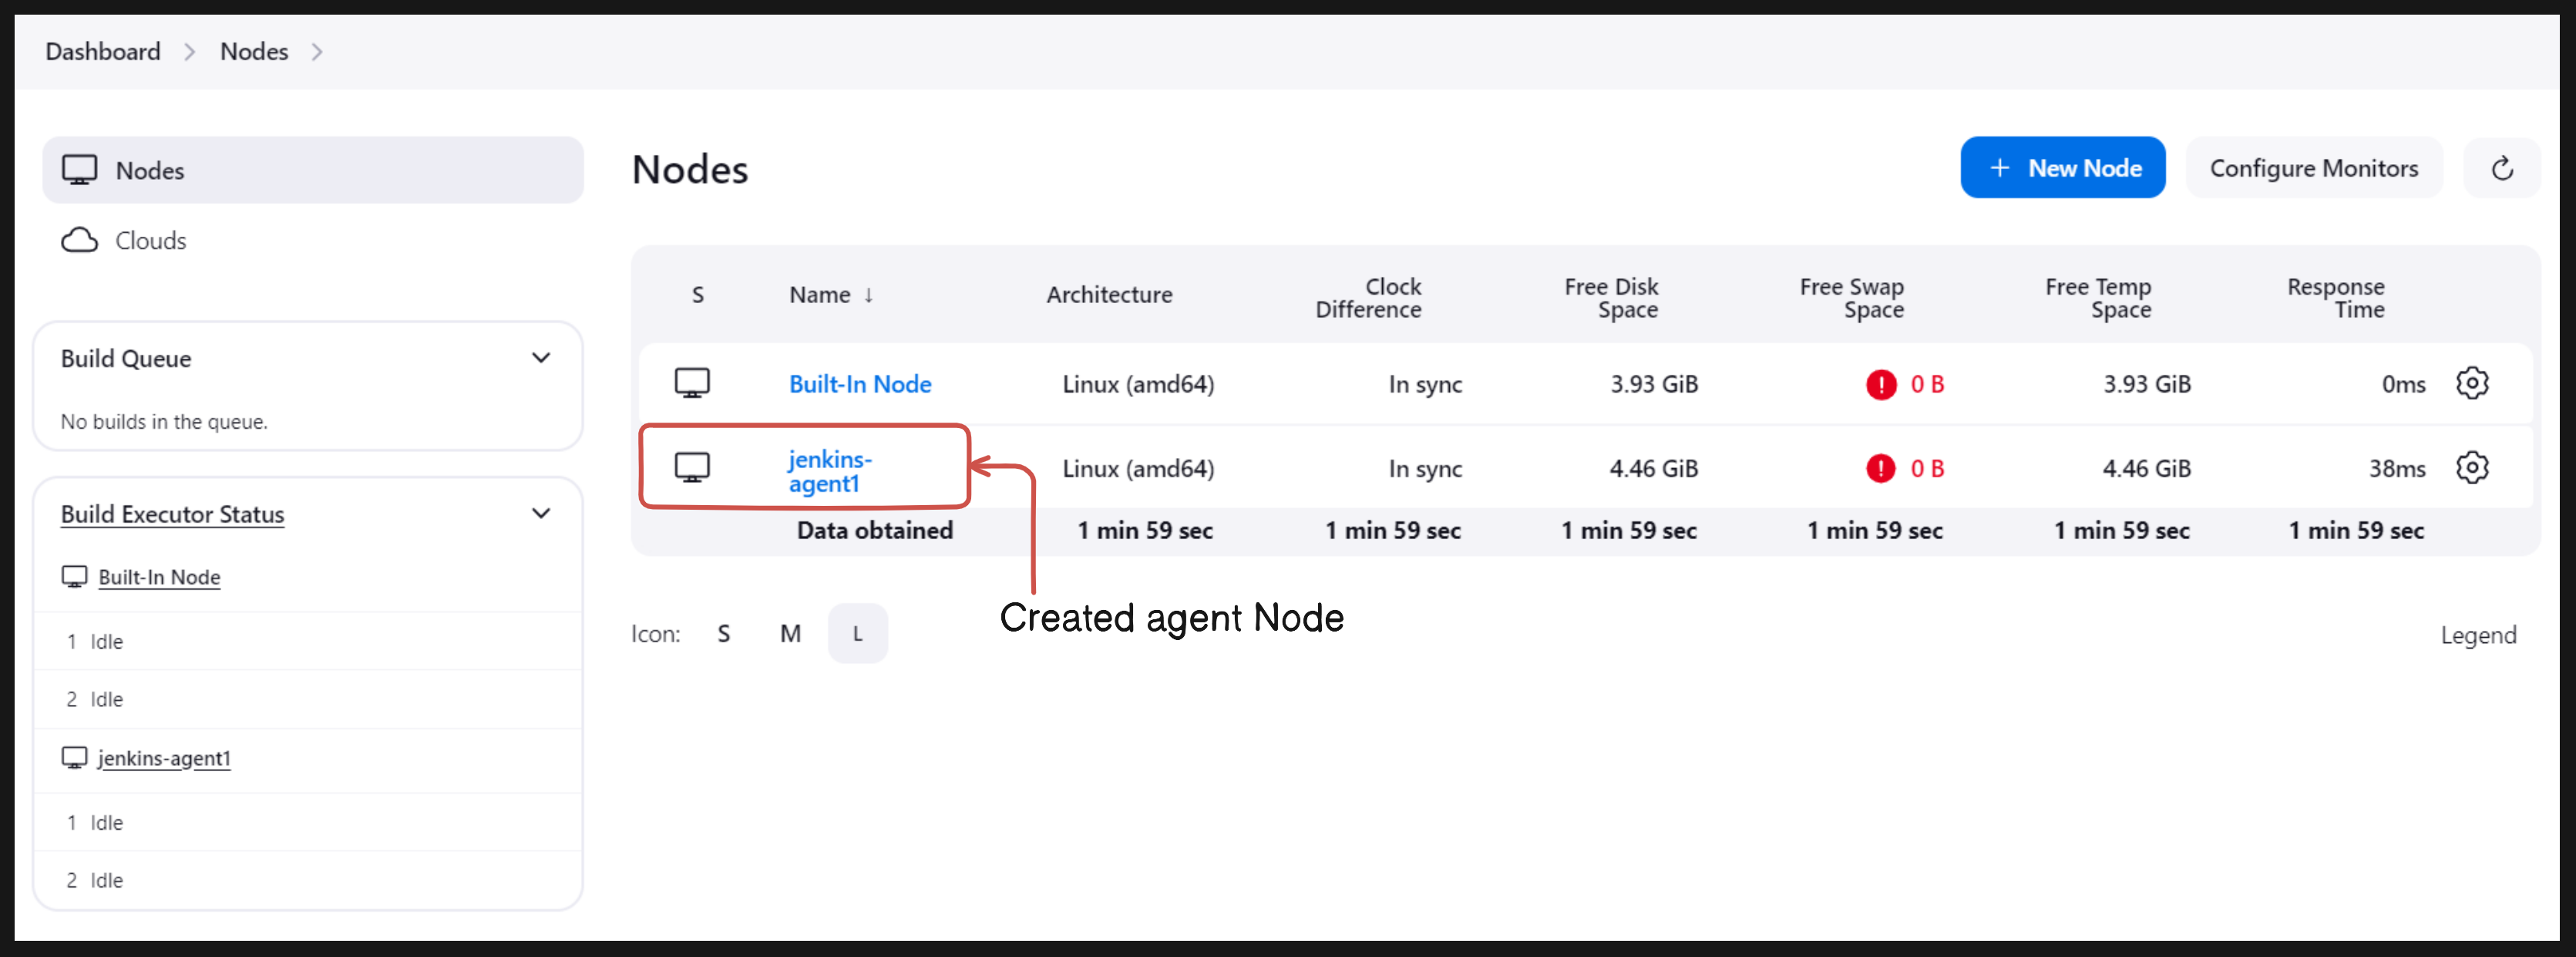 Dashboard > Nodes >
Nodes
Clouds
Build Queue
No builds in the queue.
Build Executor Status
Built-In Node
1 Idle
2 Idle
jenkins-agent1
1 Idle
2 Idle
Nodes
+ New Node
Configure Monitors
S Name ↓ Architecture Clock Difference Free Disk Space Free Swap Space Free Temp Space Response Time
Built-In Node Linux (amd64) In sync 3.93 GiB ! 0 B 3.93 GiB 0ms
jenkins-
agent1 Linux (amd64) In sync 4.46 GiB ! 0 B 4.46 GiB 38ms
Data obtained 1 min 59 sec 1 min 59 sec 1 min 59 sec 1 min 59 sec 1 min 59 sec 1 min 59 sec
Created agent Node
Icon: S M L
Legend